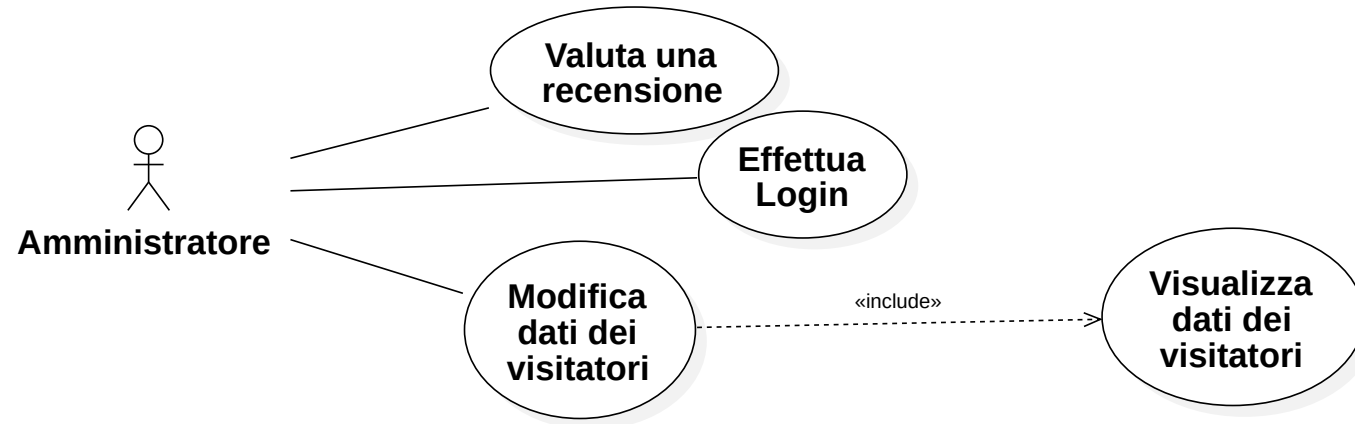 Valuta una
recensione
Effettua
Login
Amministratore
Modifica
dati dei
visitatori
«include»
Visualizza
dati dei
visitatori